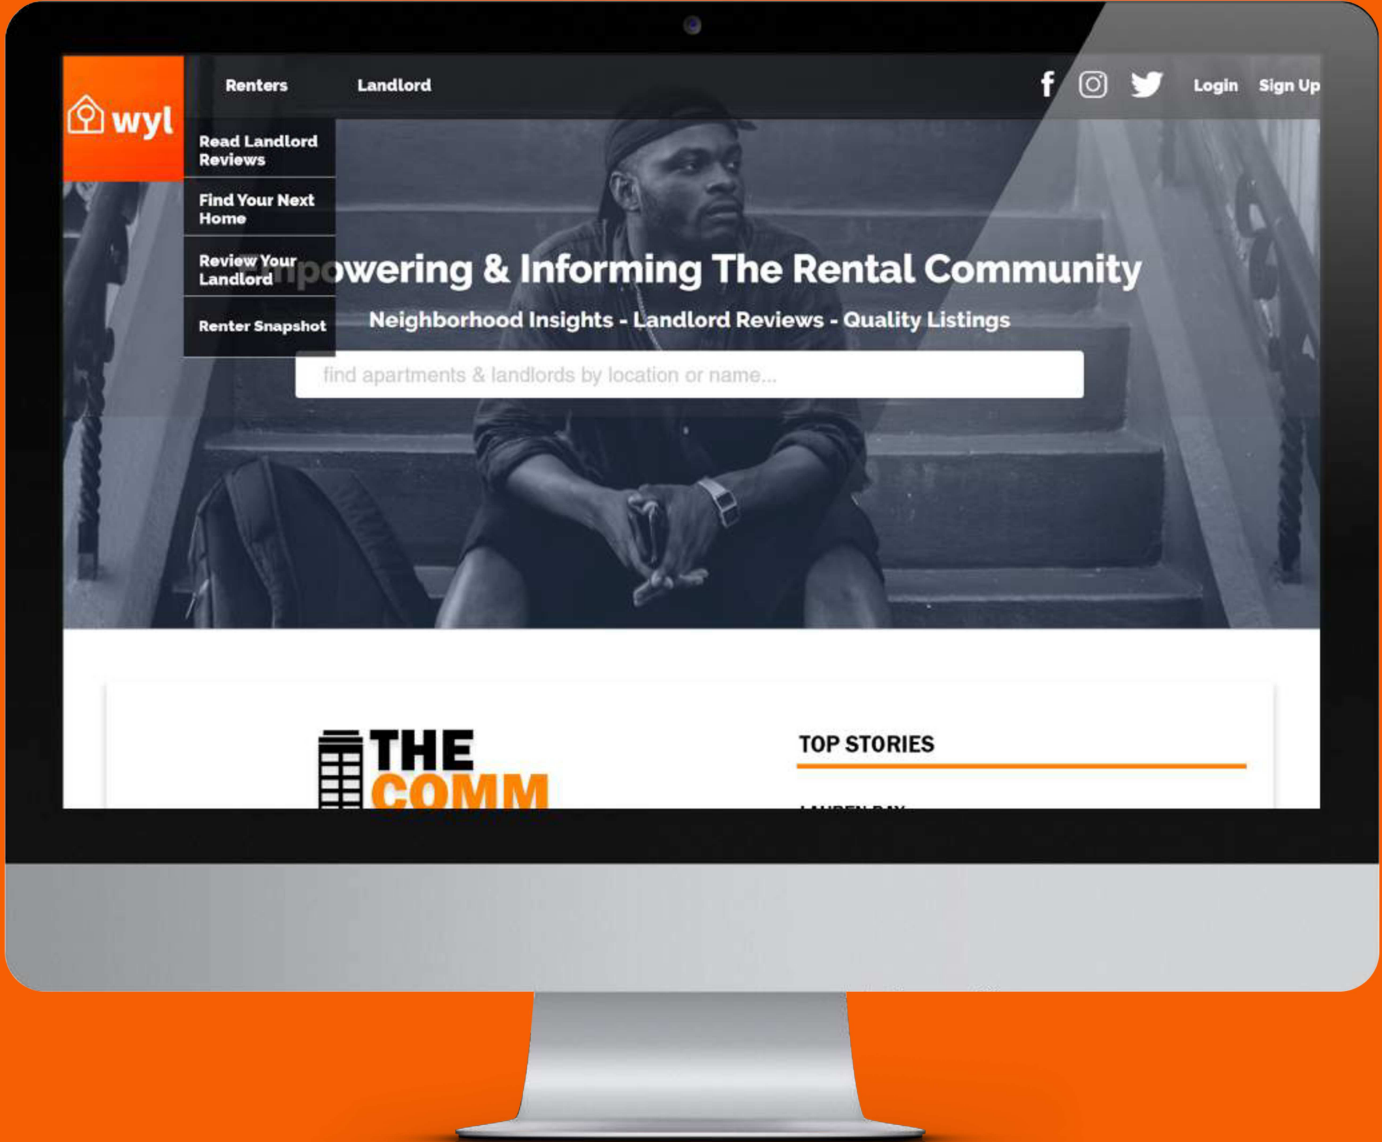 wyl
Renters
Landlord
f
Login
Sign Up
Read Landlord
Reviews
Find Your Next
Home
Review Your
Landlord
Renter Snapshot
Empowering & Informing The Rental Community
Neighborhood Insights - Landlord Reviews - Quality Listings
find apartments & landlords by location or name...
THE
COMM
TOP STORIES